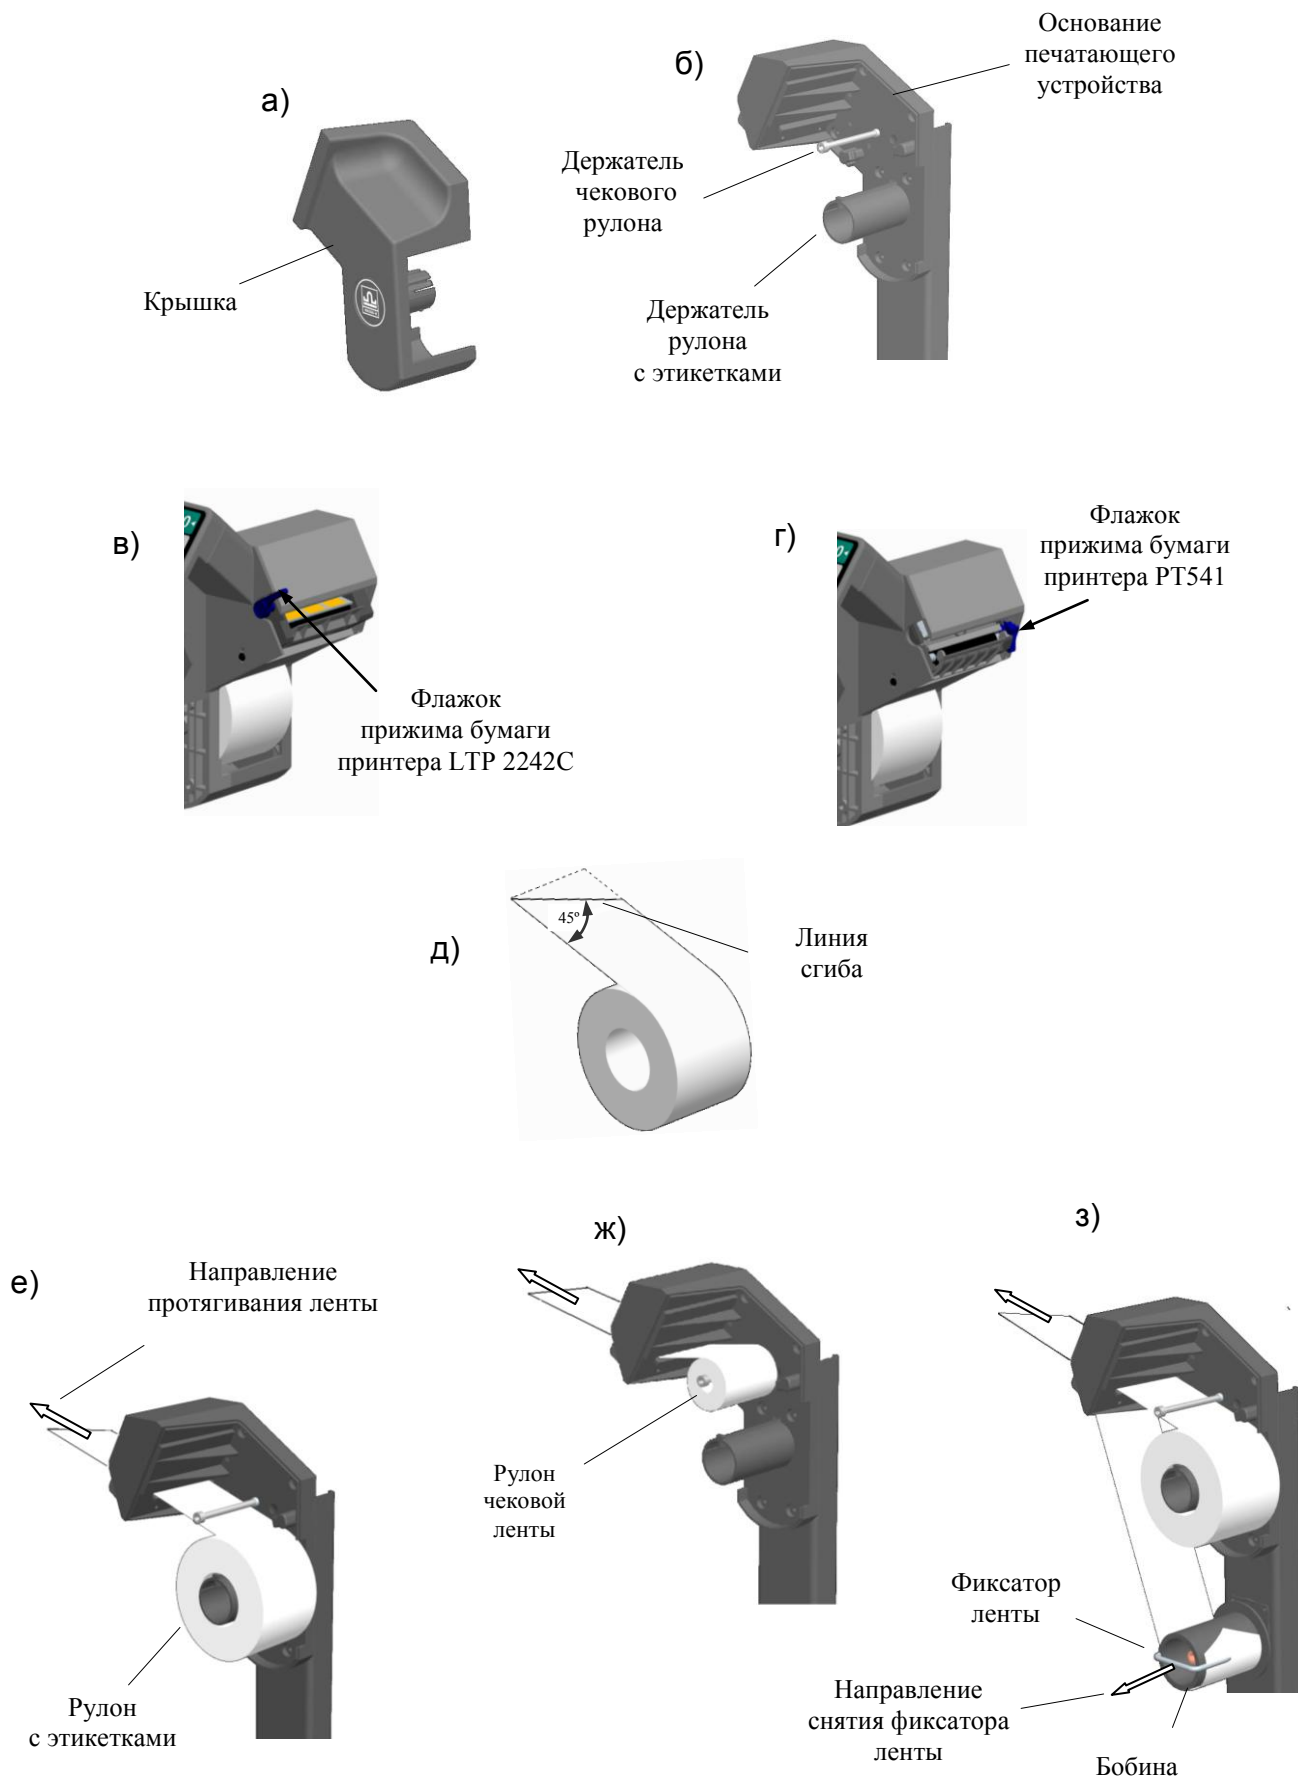 а)
б)
Основание
печатающего
устройства
Держатель
чекового
рулона
Крышка
Держатель
рулона
с этикетками
в)
Флажок
прижима бумаги
принтера LTP 2242C
г)
Флажок
прижима бумаги
принтера PT541
д)
45º
Линия
сгиба
е)
Направление
протягивания ленты
Рулон
с этикетками
ж)
Рулон
чековой
ленты
з)
Фиксатор
ленты
Направление
снятия фиксатора
ленты
Бобина